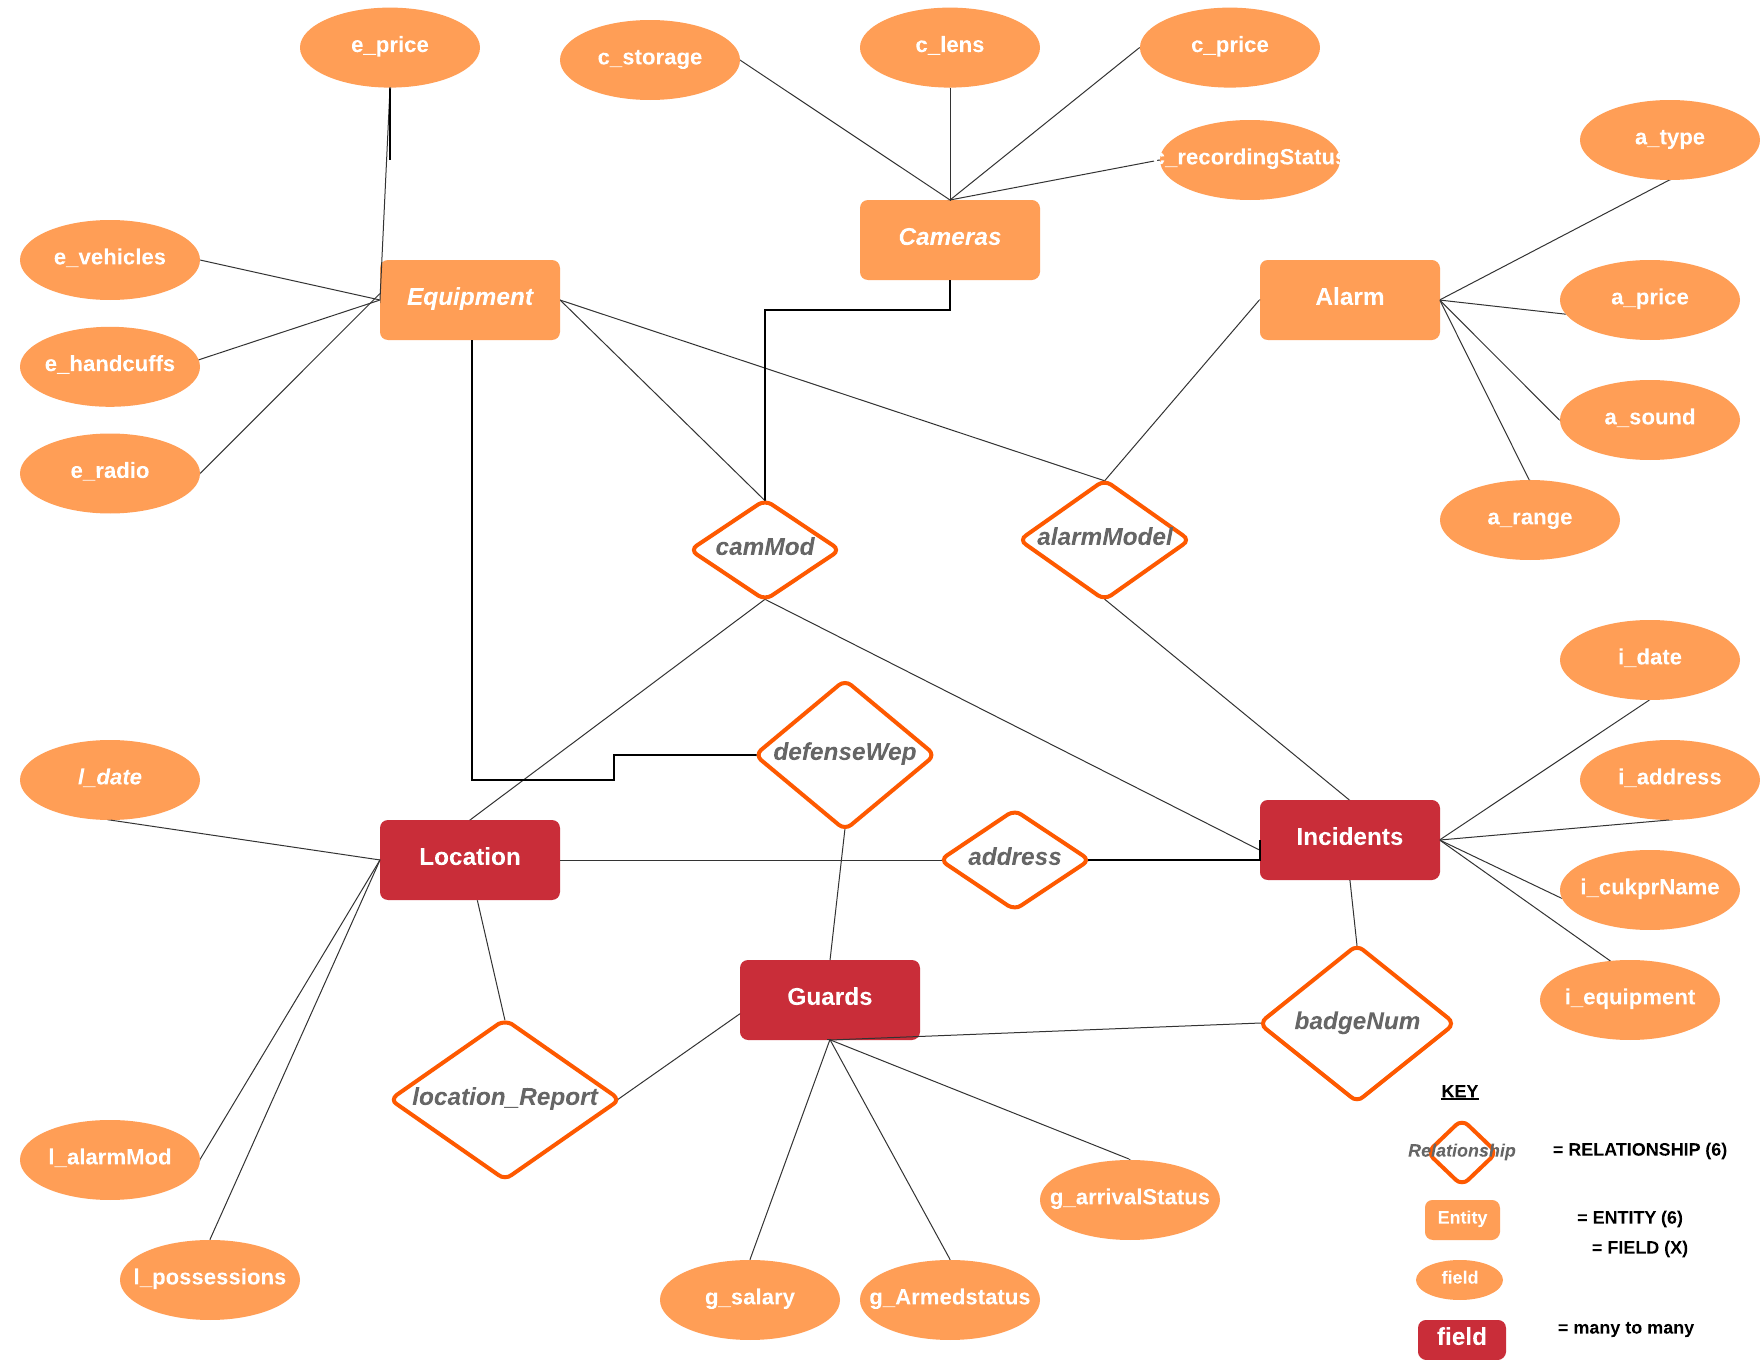 e_price
c_storage
c_lens
c_price
c_recordingStatus
a_type
Cameras
e_vehicles
Equipment
Alarm
a_price
e_handcuffs
a_sound
e_radio
a_range
camMod
alarmModel
i_date
l_date
defenseWep
i_address
Location
address
Incidents
i_cukprName
Guards
i_equipment
badgeNum
location_Report
KEY
Relationship
= RELATIONSHIP (6)
l_alarmMod
g_arrivalStatus
Entity
= ENTITY (6)
= FIELD (X)
l_possessions
field
g_salary
g_Armedstatus
field
= many to many